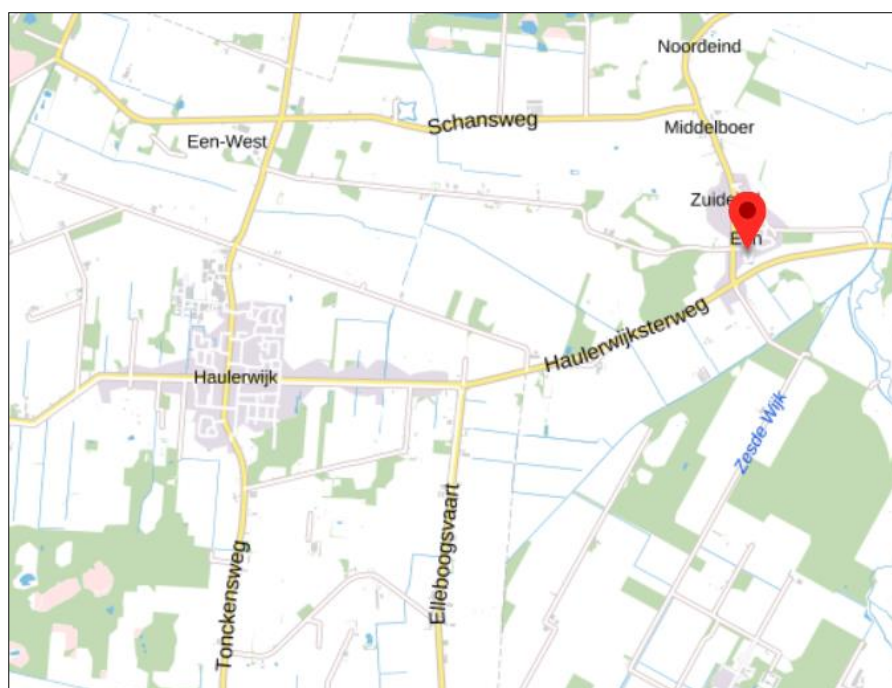 Noordeind
Schansweg
Middelboer
Een-West
Haulerwijksterweg
Haulerwijk
Zesde Wijk
Elleboogsvaart
Tonckensweg